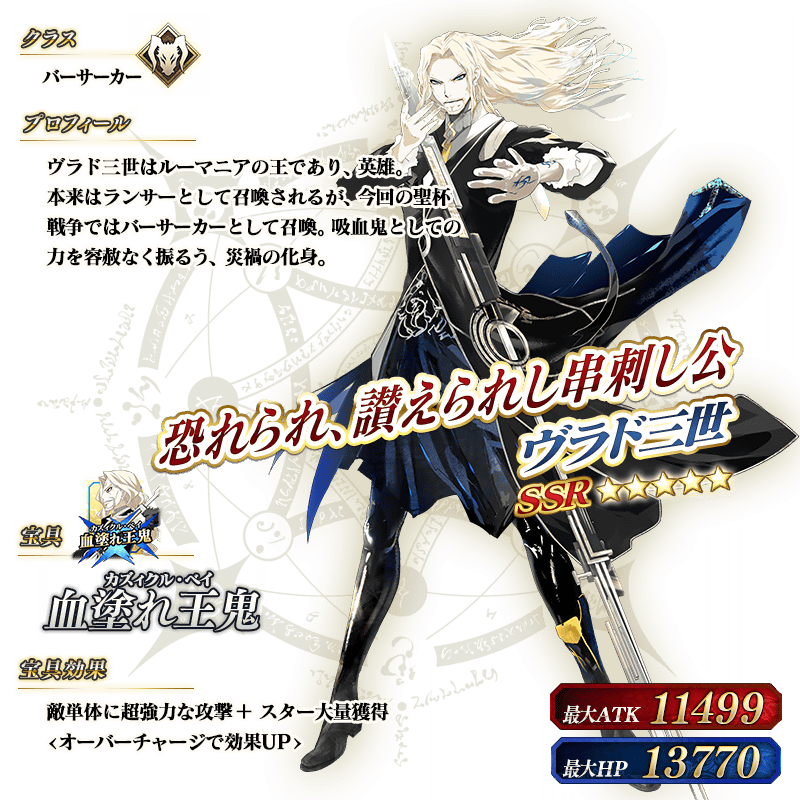 クラス
バーサーカー
プロフィール
ヴラド三世はルーマニアの王であり、英雄。
本来はランサーとして召喚されるが、今回の聖杯
戦争ではバーサーカーとして召喚。吸血鬼としての
力を容赦なく振るう、災禍の化身。
恐れられ、讃えられし串刺し公
ヴラド三世
SSR ★★★★★
宝具
カズィクル・ベイ
血塗れ王鬼
カズィクル・ベイ
血塗れ王鬼
宝具効果
敵単体に超強力な攻撃＋ スター大量獲得
<オーバーチャージで効果UP>
最大ATK 11499
最大HP 13770